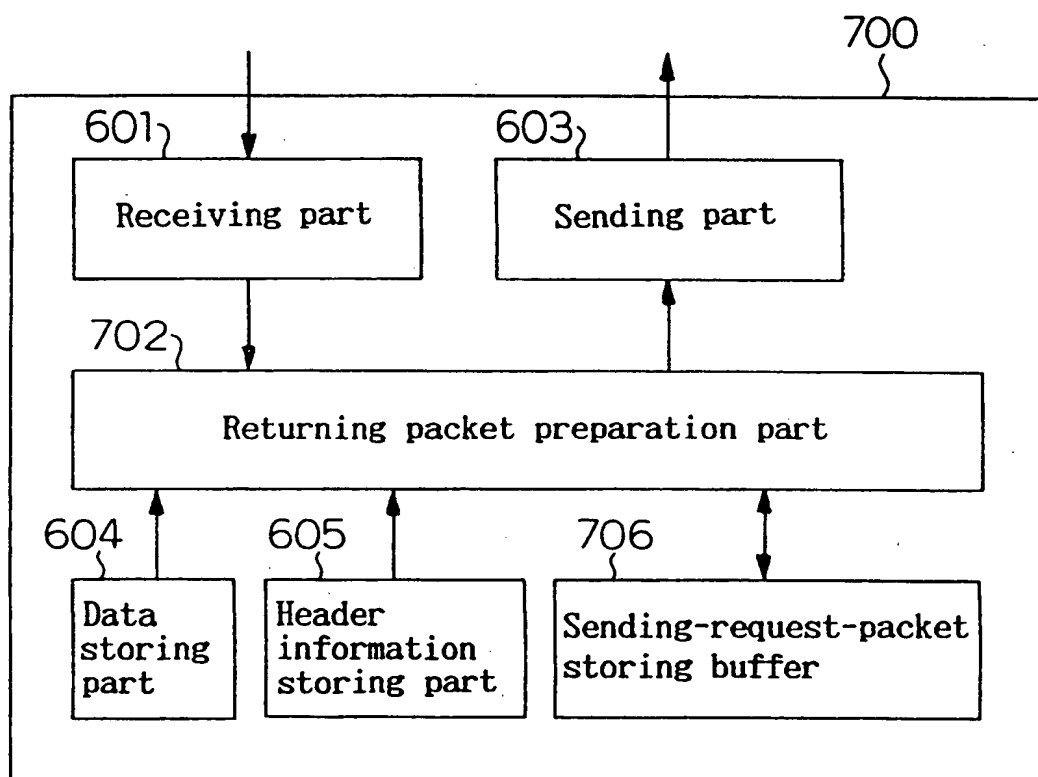 700
601
603
Receiving part
Sending part
702
Returning packet preparation part
604
605
706
Data
storing
part
Header
information
storing part
Sending-request-packet
storing buffer